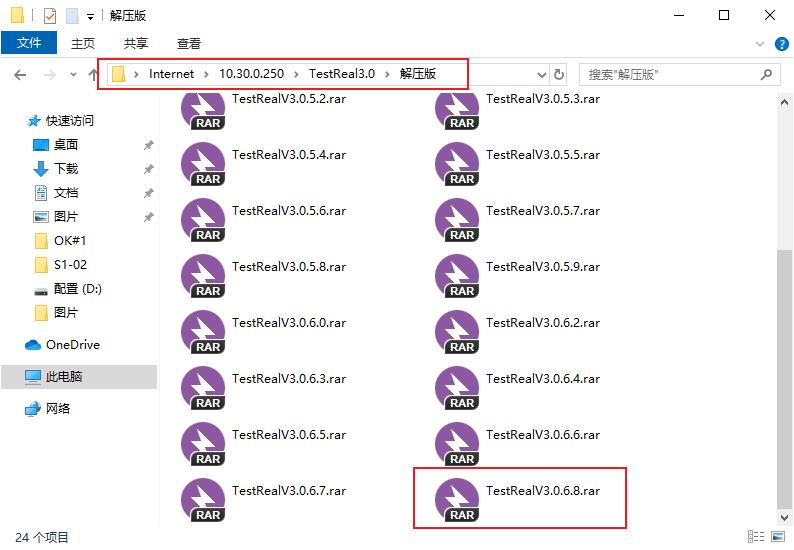 解压版
文件 主页 共享 查看
Internet 10.30.0.250 TestReal3.0 解压版 搜索"解压版"
快速访问
桌面
下载
文档
图片
OK#1
S1-02
配置 (D:)
图片
OneDrive
此电脑
网络
TestRealV3.0.5.2.rar TestRealV3.0.5.3.rar
RAR RAR
TestRealV3.0.5.4.rar TestRealV3.0.5.5.rar
RAR RAR
TestRealV3.0.5.6.rar TestRealV3.0.5.7.rar
RAR RAR
TestRealV3.0.5.8.rar TestRealV3.0.5.9.rar
RAR RAR
TestRealV3.0.6.0.rar TestRealV3.0.6.2.rar
RAR RAR
TestRealV3.0.6.3.rar TestRealV3.0.6.4.rar
RAR RAR
TestRealV3.0.6.5.rar TestRealV3.0.6.6.rar
RAR RAR
TestRealV3.0.6.7.rar TestRealV3.0.6.8.rar
RAR RAR
24 个项目